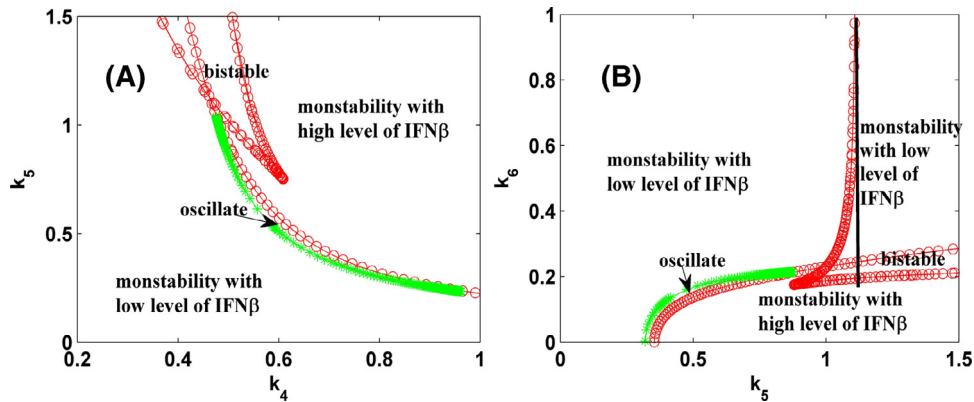 (A)
1.5
1
0.5
0
k5
0.2
0.4
0.6
0.8
1
k4
bistable
monstability with
high level of IFNβ
oscillate
monstability with
low level of IFNβ
(B)
1
0.8
0.6
0.4
0.2
0
k6
0
0.5
1
1.5
k5
monstability with
low level of IFNβ
monstability
with low
level of
IFNβ
oscillate
bistable
monstability with
high level of IFNβ